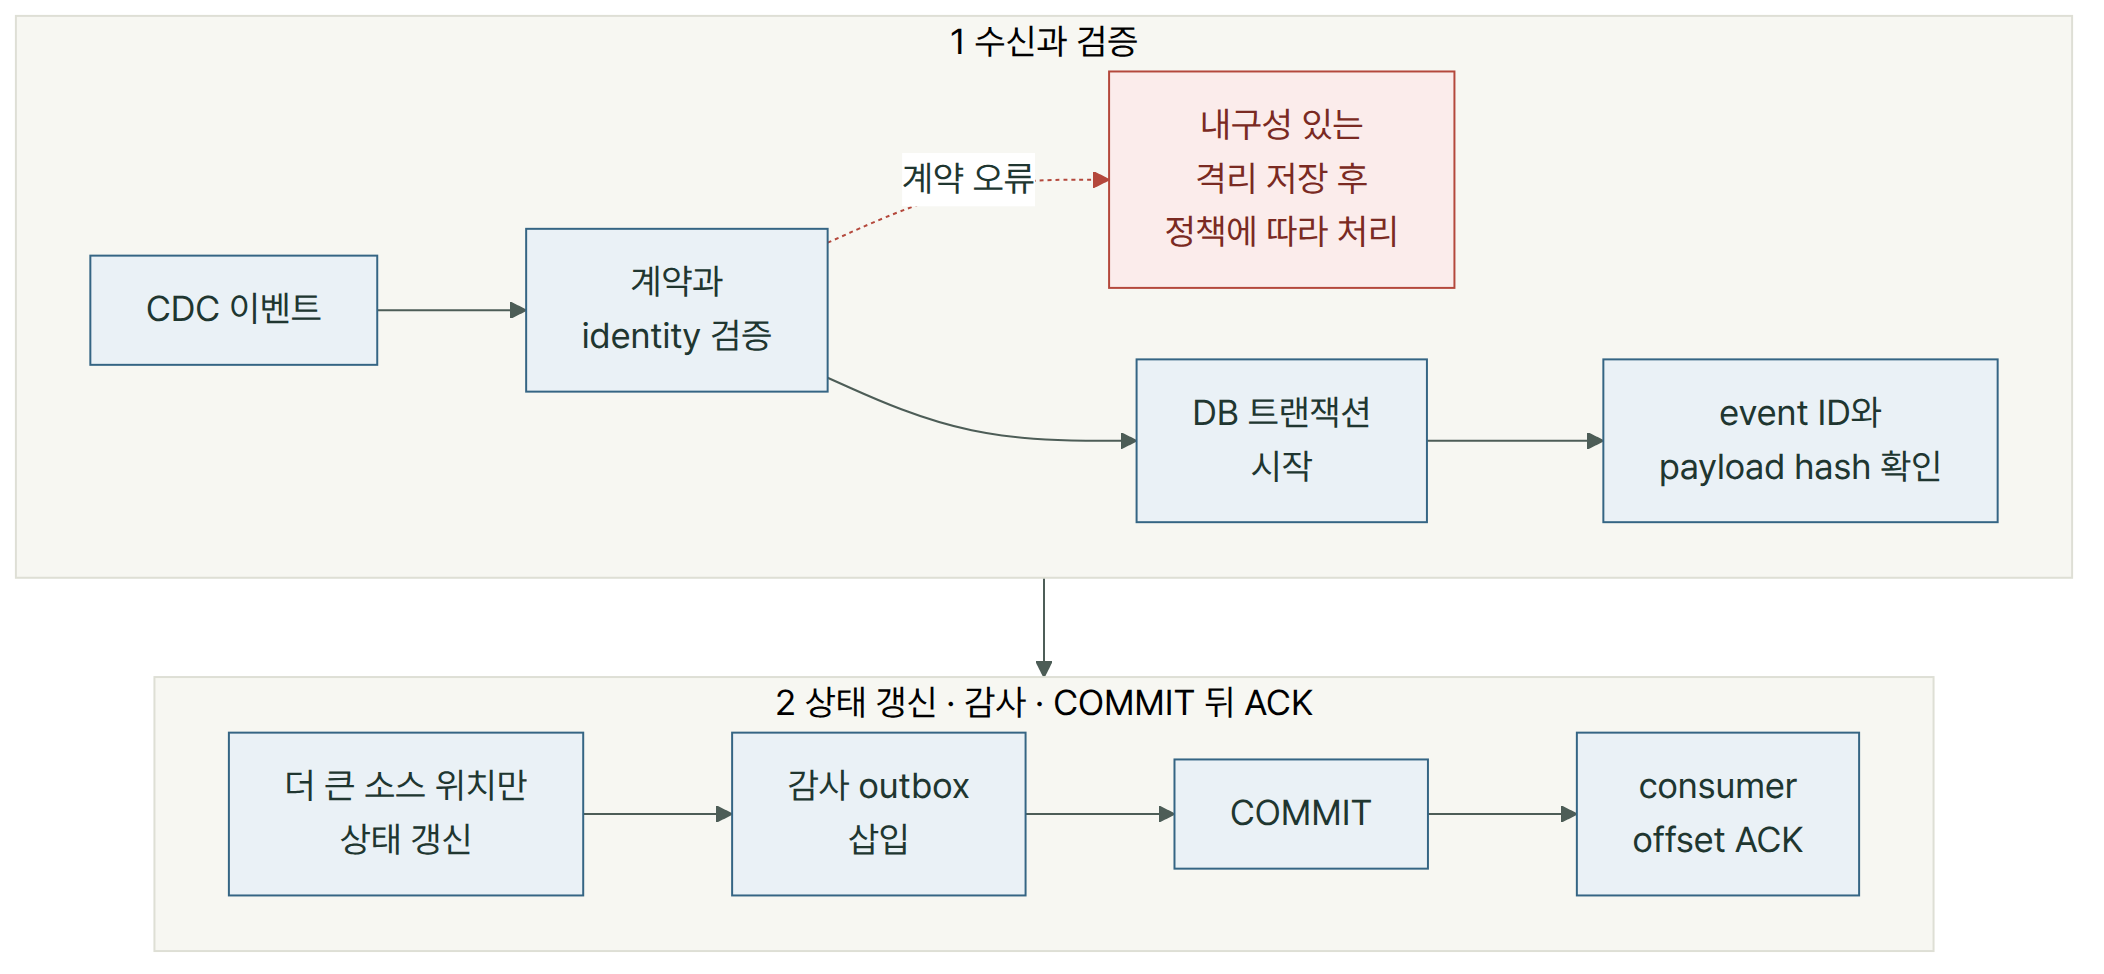 1 수신과 검증
내구성 있는
격리 저장 후
정책에 따라 처리
계약 오류
CDC 이벤트
계약과
identity 검증
DB 트랜잭션
시작
event ID와
payload hash 확인
2 상태 갱신 · 감사 · COMMIT 뒤 ACK
더 큰 소스 위치만
상태 갱신
감사 outbox
삽입
COMMIT
consumer
offset ACK